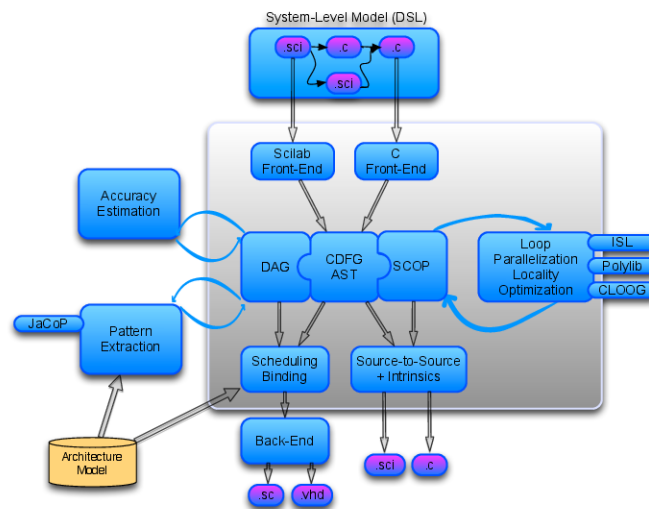 System-Level Model (DSL)
.sci
.c
.c
.sci
Scilab
Front-End
C
Front-End
Accuracy
Estimation
DAG
CDFG
AST
SCOP
Loop
Parallelization
Locality
Optimization
ISL
Polylib
CLOOG
JaCoP
Pattern
Extraction
Scheduling
Binding
Source-to-Source
+ Intrinsics
Architecture
Model
Back-End
.sci
.c
.sc
.vhd